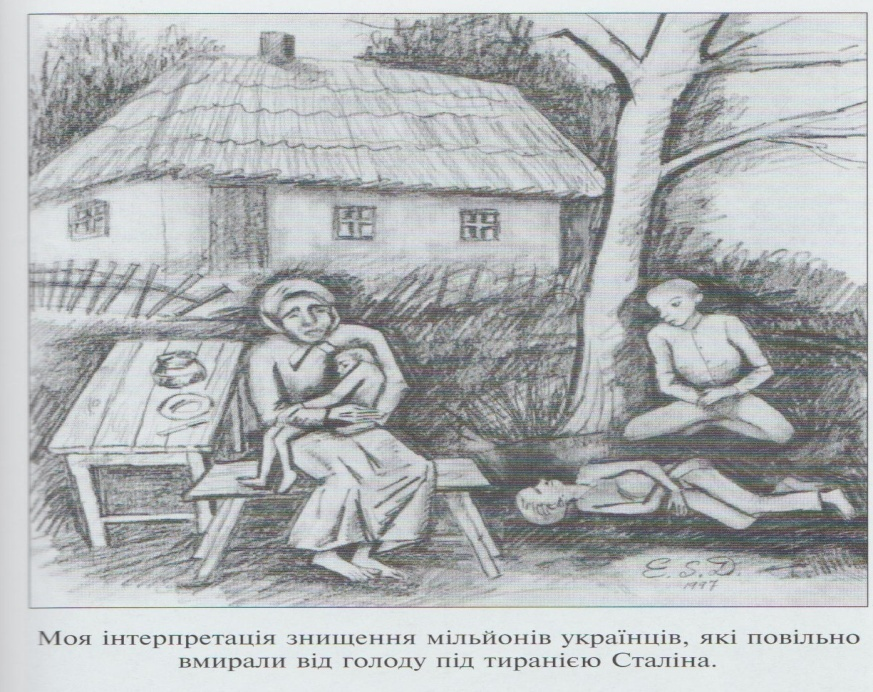 E. S. D.
1997
Моя інтерпретація знищення мільйонів українців, які повільно
вмирали від голоду під тиранією Сталіна.